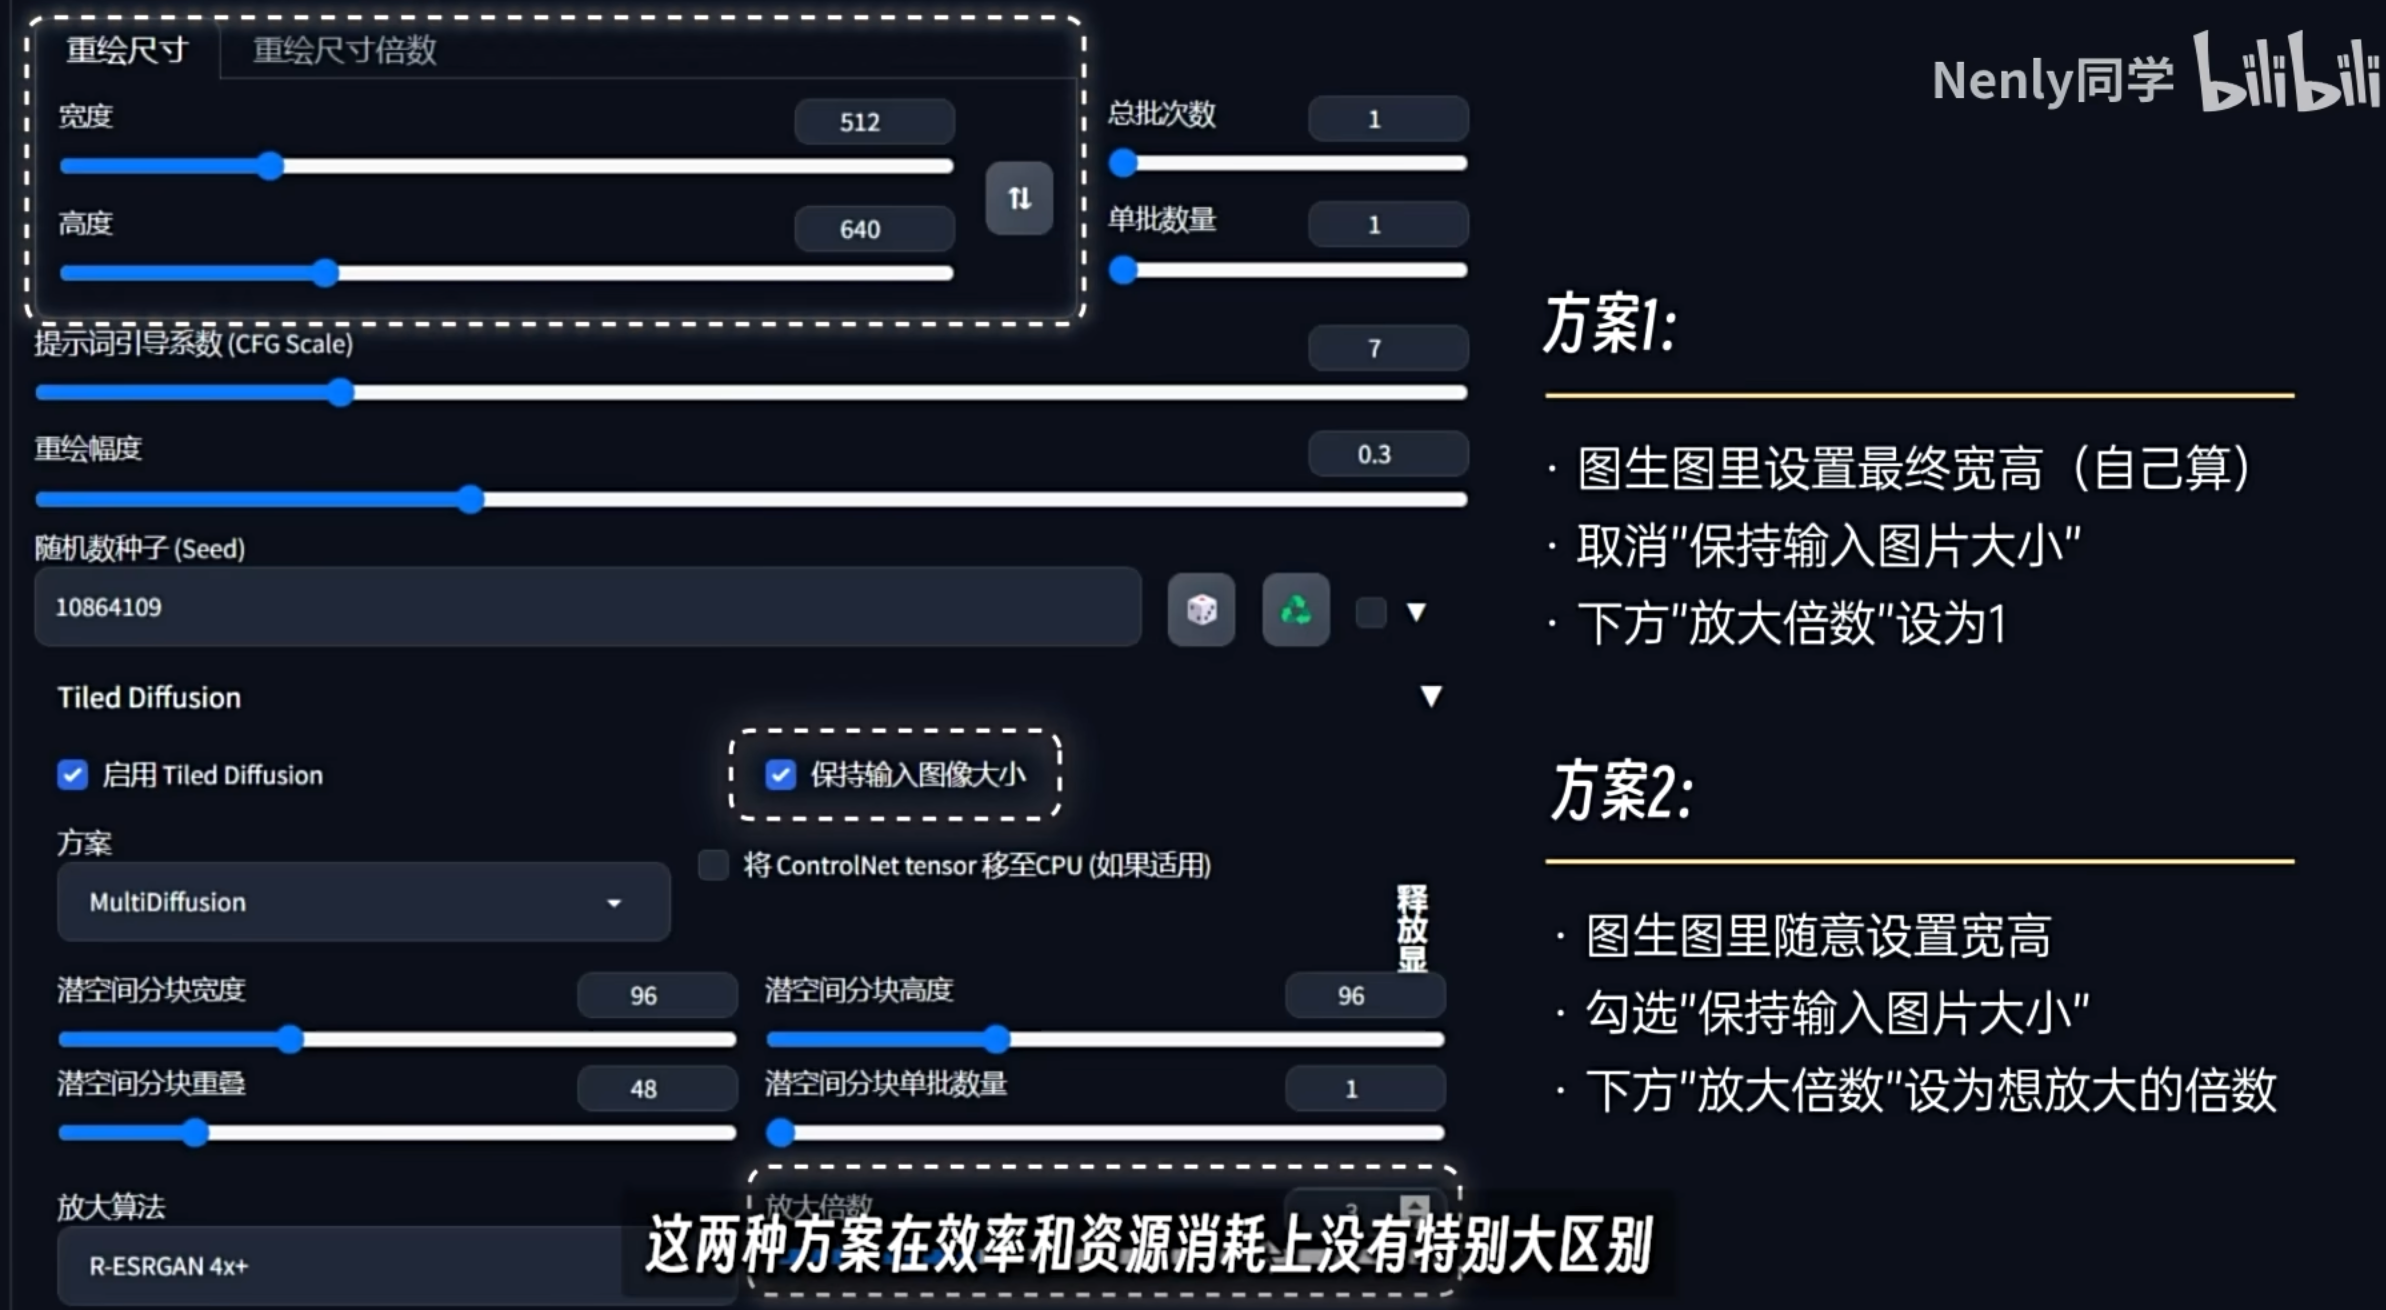 重绘尺寸 重绘尺寸倍数
Nenly同学 bilibili
宽度 512
总批次数 1
高度 640
单批数量 1
提示词引导系数 (CFG Scale) 7
重绘幅度 0.3
随机数种子 (Seed)
10864109
Tiled Diffusion
启用 Tiled Diffusion
保持输入图像大小
方案
将 ControlNet tensor 移至CPU (如果适用)
MultiDiffusion
释放显
潜空间分块宽度 96
潜空间分块高度 96
潜空间分块重叠 48
潜空间分块单批数量 1
放大算法
放大倍数
R-ESRGAN 4x+
方案1:
· 图生图里设置最终宽高（自己算）
· 取消"保持输入图片大小"
· 下方"放大倍数"设为1
方案2:
· 图生图里随意设置宽高
· 勾选"保持输入图片大小"
· 下方"放大倍数"设为想放大的倍数
这两种方案在效率和资源消耗上没有特别大区别